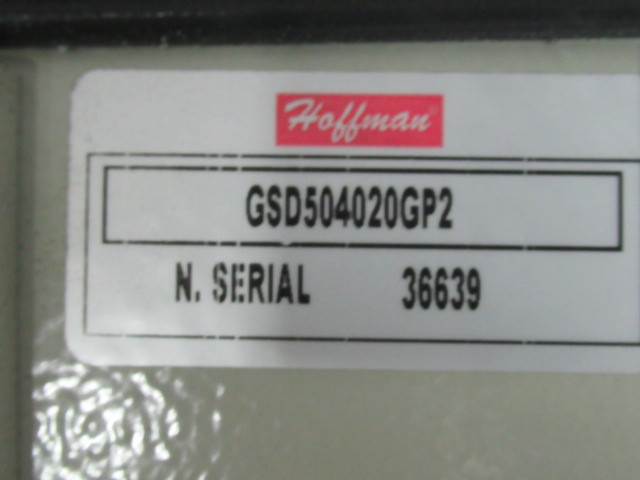 Hoffman
GSD504020GP2
N. SERIAL 36639